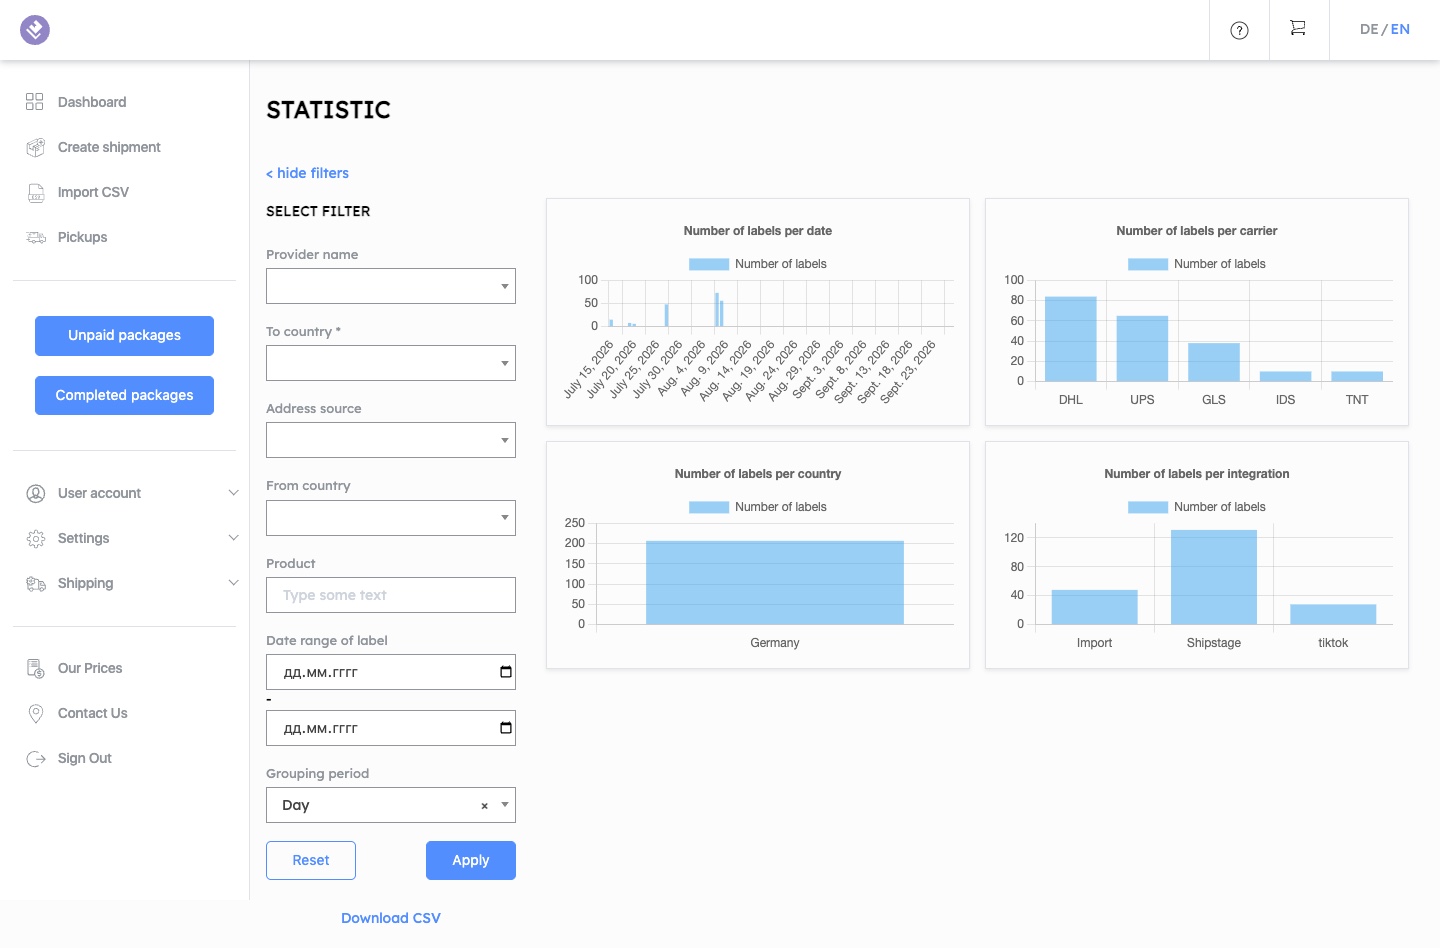 DE / EN
Dashboard
Create shipment
Import CSV
Pickups
Unpaid packages
Completed packages
User account
Settings
Shipping
Our Prices
Contact Us
Sign Out
STATISTIC
< hide filters
SELECT FILTER
Provider name
To country *
Address source
From country
Product
Type some text
Date range of label
дд.мм.гггг
-
дд.мм.гггг
Grouping period
Day ×
Reset
Apply
Download CSV
Number of labels per date
Number of labels
100
50
0
July 15, 2026
July 20, 2026
July 25, 2026
July 30, 2026
Aug. 4, 2026
Aug. 9, 2026
Aug. 14, 2026
Aug. 19, 2026
Aug. 24, 2026
Aug. 29, 2026
Sept. 3, 2026
Sept. 8, 2026
Sept. 13, 2026
Sept. 18, 2026
Sept. 23, 2026
Number of labels per carrier
Number of labels
100
80
60
40
20
0
DHL UPS GLS IDS TNT
Number of labels per country
Number of labels
250
200
150
100
50
0
Germany
Number of labels per integration
Number of labels
120
80
40
0
Import Shipstage tiktok